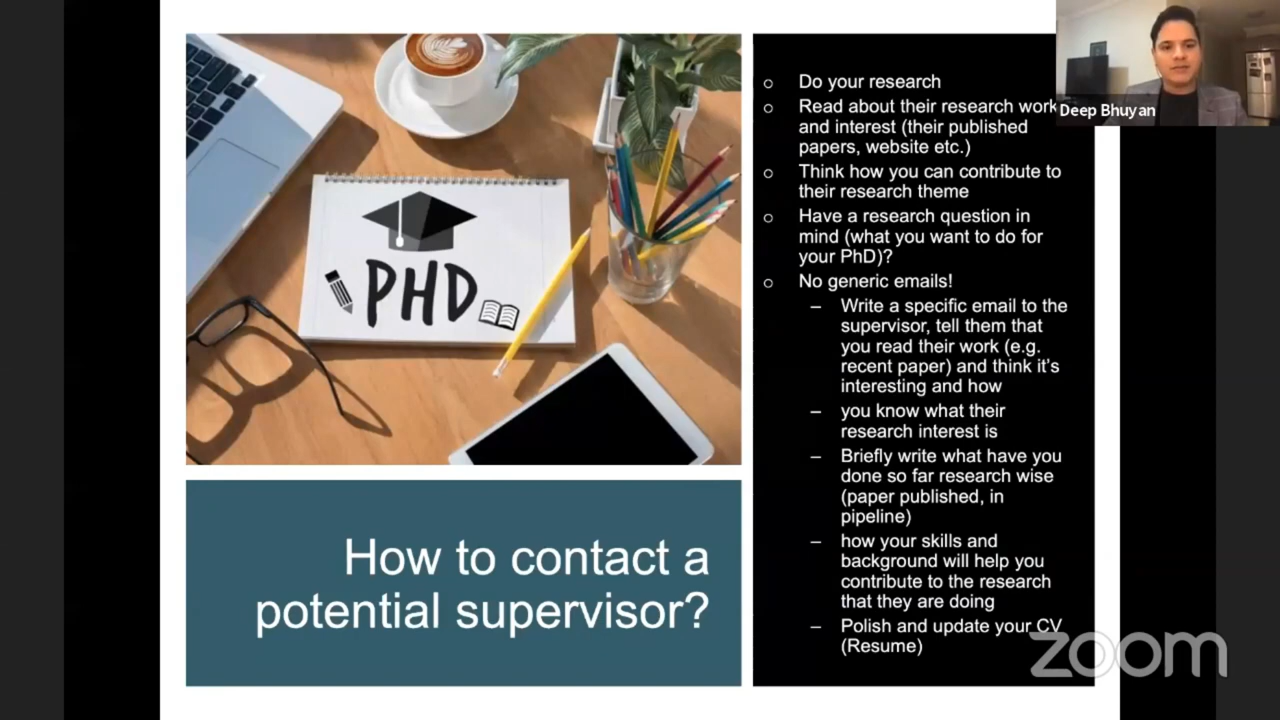 Do your research
Read about their research work
and interest (their published
papers, website etc.)
Think how you can contribute to
their research theme
Have a research question in
mind (what you want to do for
your PhD)?
No generic emails!
– Write a specific email to the
supervisor, tell them that
you read their work (e.g.
recent paper) and think it's
interesting and how
– you know what their
research interest is
– Briefly write what have you
done so far research wise
(paper published, in
pipeline)
– how your skills and
background will help you
contribute to the research
that they are doing
– Polish and update your CV
(Resume)
Deep Bhuyan
PHD
How to contact a
potential supervisor?
zoom